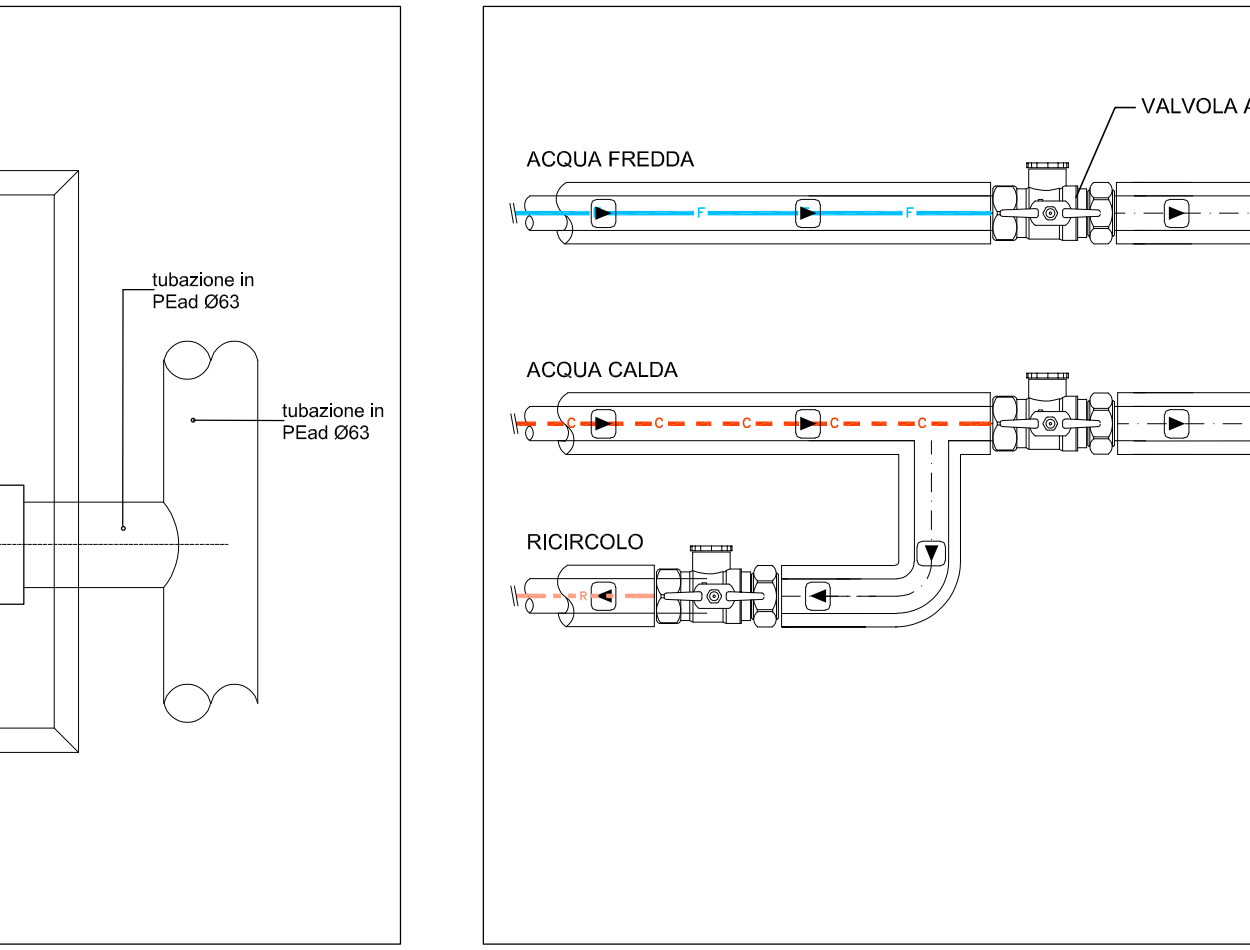 tubazione in
PEad Ø63
tubazione in
PEad Ø63
VALVOLA A
ACQUA FREDDA
F
F
ACQUA CALDA
C C C C C
RICIRCOLO
R